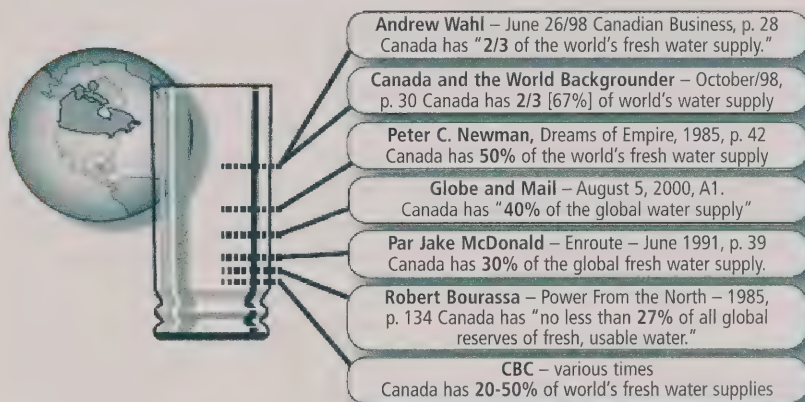 Andrew Wahl – June 26/98 Canadian Business, p. 28
Canada has "2/3 of the world's fresh water supply."
Canada and the World Backgrounder – October/98,
p. 30 Canada has 2/3 [67%] of world's water supply
Peter C. Newman, Dreams of Empire, 1985, p. 42
Canada has 50% of the world's fresh water supply
Globe and Mail – August 5, 2000, A1.
Canada has "40% of the global water supply"
Par Jake McDonald – Enroute – June 1991, p. 39
Canada has 30% of the global fresh water supply.
Robert Bourassa – Power From the North – 1985,
p. 134 Canada has "no less than 27% of all global
reserves of fresh, usable water."
CBC – various times
Canada has 20-50% of world's fresh water supplies